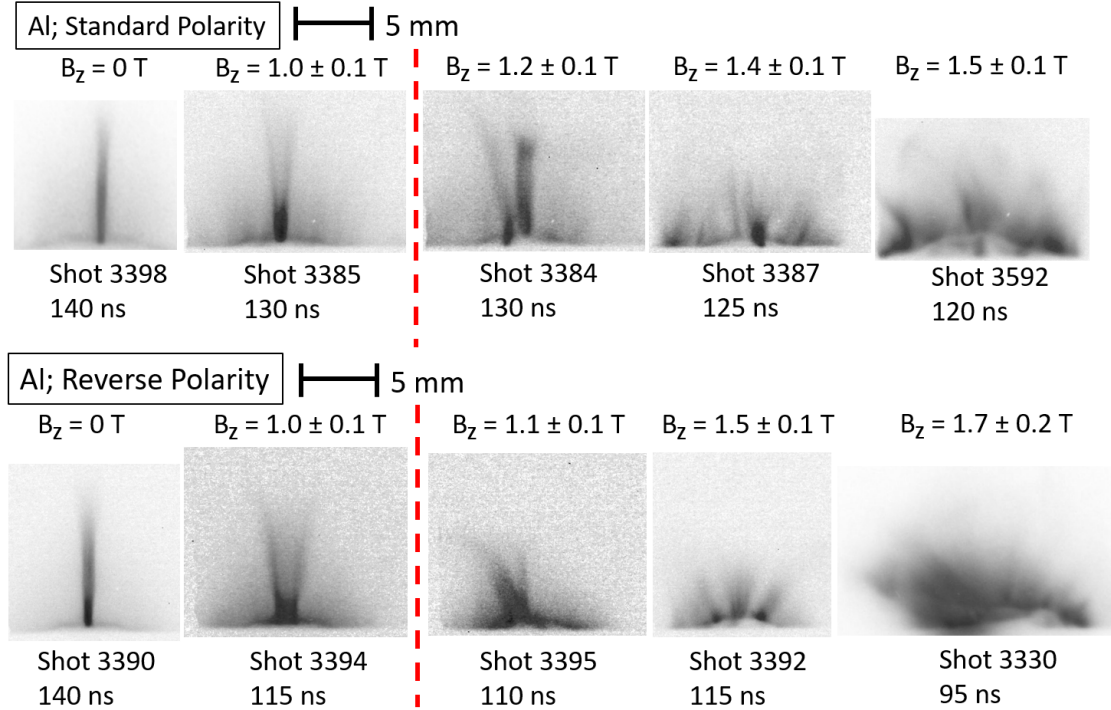 Al; Standard Polarity
5 mm
B_z = 0 T
B_z = 1.0 ± 0.1 T
B_z = 1.2 ± 0.1 T
B_z = 1.4 ± 0.1 T
B_z = 1.5 ± 0.1 T
Shot 3398
140 ns
Shot 3385
130 ns
Shot 3384
130 ns
Shot 3387
125 ns
Shot 3592
120 ns
Al; Reverse Polarity
5 mm
B_z = 0 T
B_z = 1.0 ± 0.1 T
B_z = 1.1 ± 0.1 T
B_z = 1.5 ± 0.1 T
B_z = 1.7 ± 0.2 T
Shot 3390
140 ns
Shot 3394
115 ns
Shot 3395
110 ns
Shot 3392
115 ns
Shot 3330
95 ns